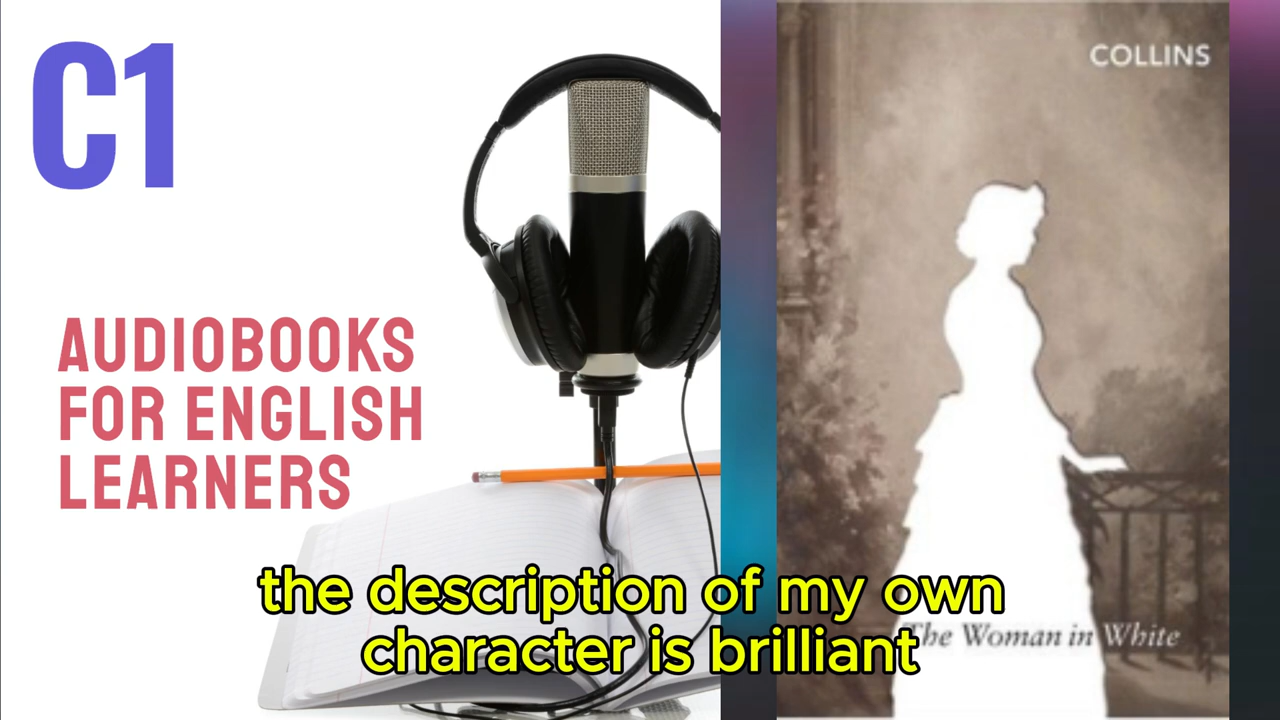 C1
AUDIOBOOKS
FOR ENGLISH
LEARNERS
COLLINS
The Woman in White
the description of my own
character is brilliant